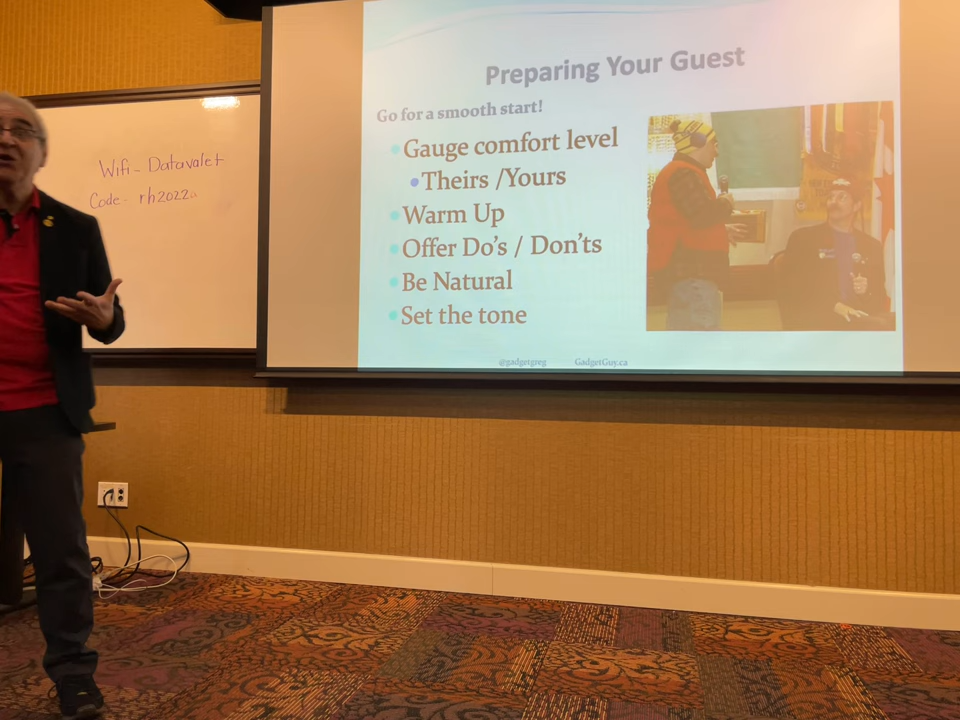 Preparing Your Guest
Go for a smooth start!
Gauge comfort level
Theirs /Yours
Warm Up
Offer Do's / Don'ts
Be Natural
Set the tone
@gadgetgreg GadgetGuy.ca
Wifi - Datavalet
Code - rh2022